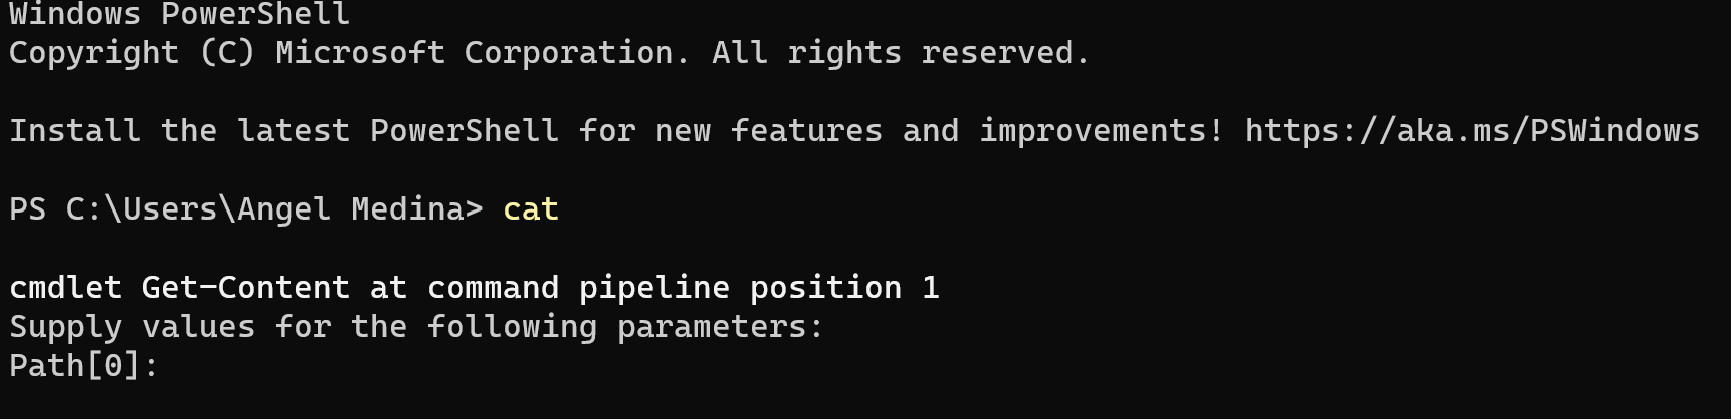 Windows PowerShell
Copyright (C) Microsoft Corporation. All rights reserved.
Install the latest PowerShell for new features and improvements! https://aka.ms/PSWindows
PS C:\Users\Angel Medina> cat
cmdlet Get-Content at command pipeline position 1
Supply values for the following parameters:
Path[0]: